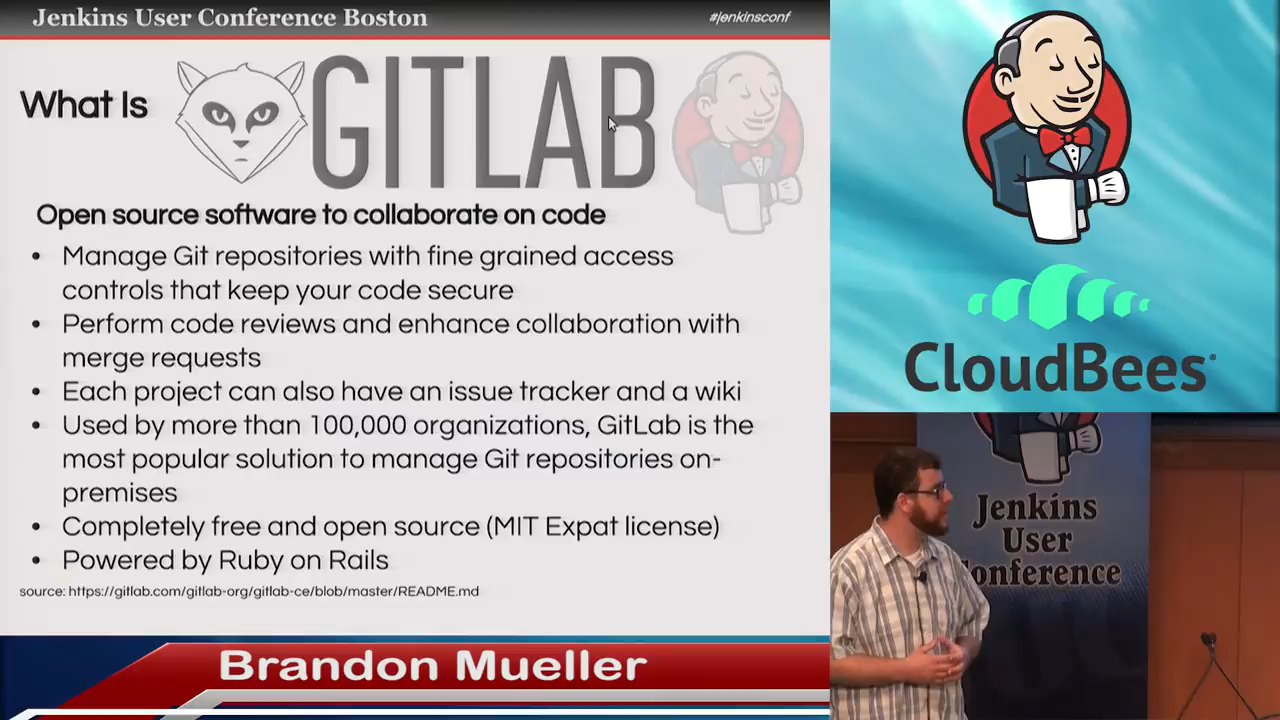 Jenkins User Conference Boston
#jenkinsconf
What Is
GITLAB
Open source software to collaborate on code
• Manage Git repositories with fine grained access
controls that keep your code secure
• Perform code reviews and enhance collaboration with
merge requests
• Each project can also have an issue tracker and a wiki
• Used by more than 100,000 organizations, GitLab is the
most popular solution to manage Git repositories on-
premises
• Completely free and open source (MIT Expat license)
• Powered by Ruby on Rails
source: https://gitlab.com/gitlab-org/gitlab-ce/blob/master/README.md
Brandon Mueller
CloudBees
Jenkins
User
Conference